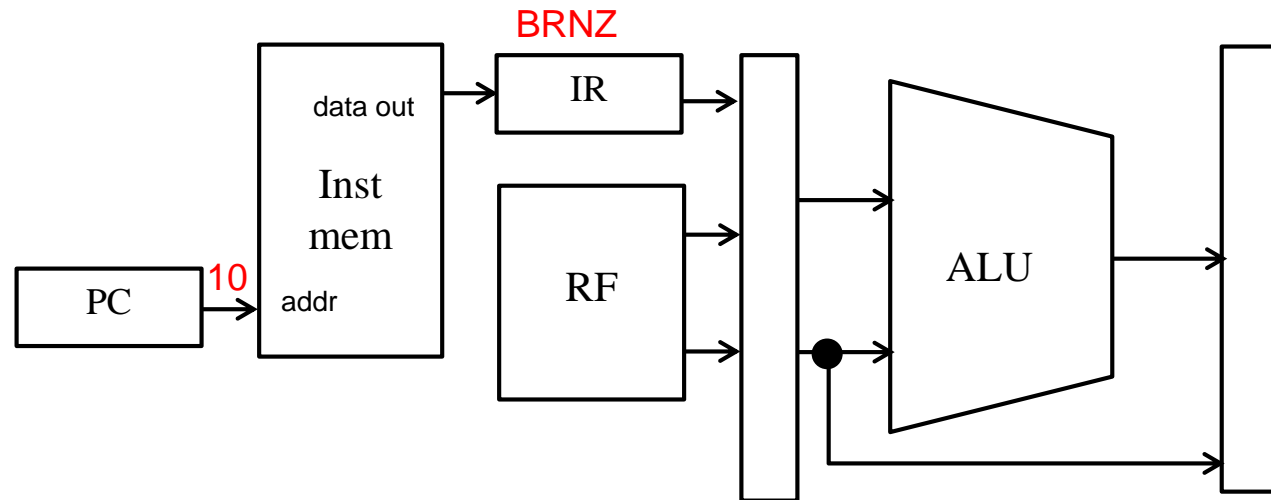 BRNZ
IR
data out
Inst
mem
10
PC
addr
RF
ALU